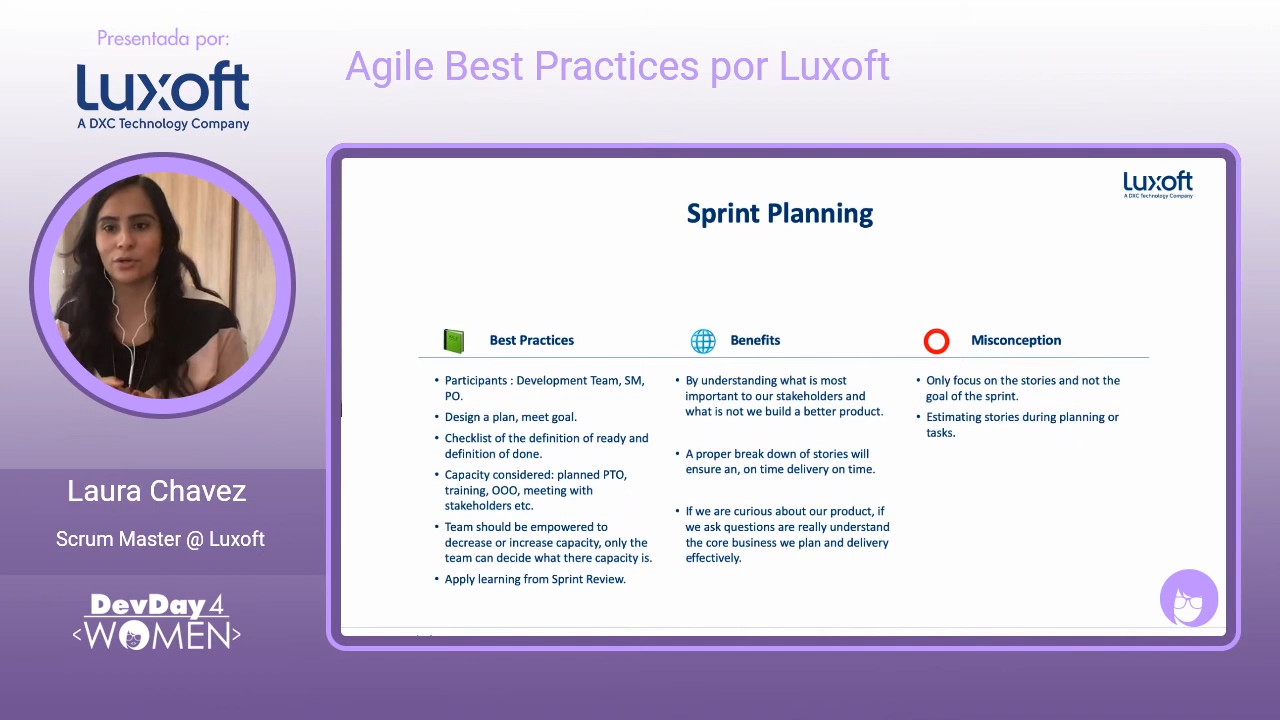 Presentada por:
Luxoft
A DXC Technology Company
Agile Best Practices por Luxoft
Luxoft
A DXC Technology Company
Sprint Planning
Best Practices
• Participants : Development Team, SM,
PO.
• Design a plan, meet goal.
• Checklist of the definition of ready and
definition of done.
• Capacity considered: planned PTO,
training, OOO, meeting with
stakeholders etc.
• Team should be empowered to
decrease or increase capacity, only the
team can decide what there capacity is.
• Apply learning from Sprint Review.
Benefits
• By understanding what is most
important to our stakeholders and
what is not we build a better product.
• A proper break down of stories will
ensure an, on time delivery on time.
• If we are curious about our product, if
we ask questions are really understand
the core business we plan and delivery
effectively.
Misconception
• Only focus on the stories and not the
goal of the sprint.
• Estimating stories during planning or
tasks.
Laura Chavez
Scrum Master @ Luxoft
DevDay4
<WOMEN>